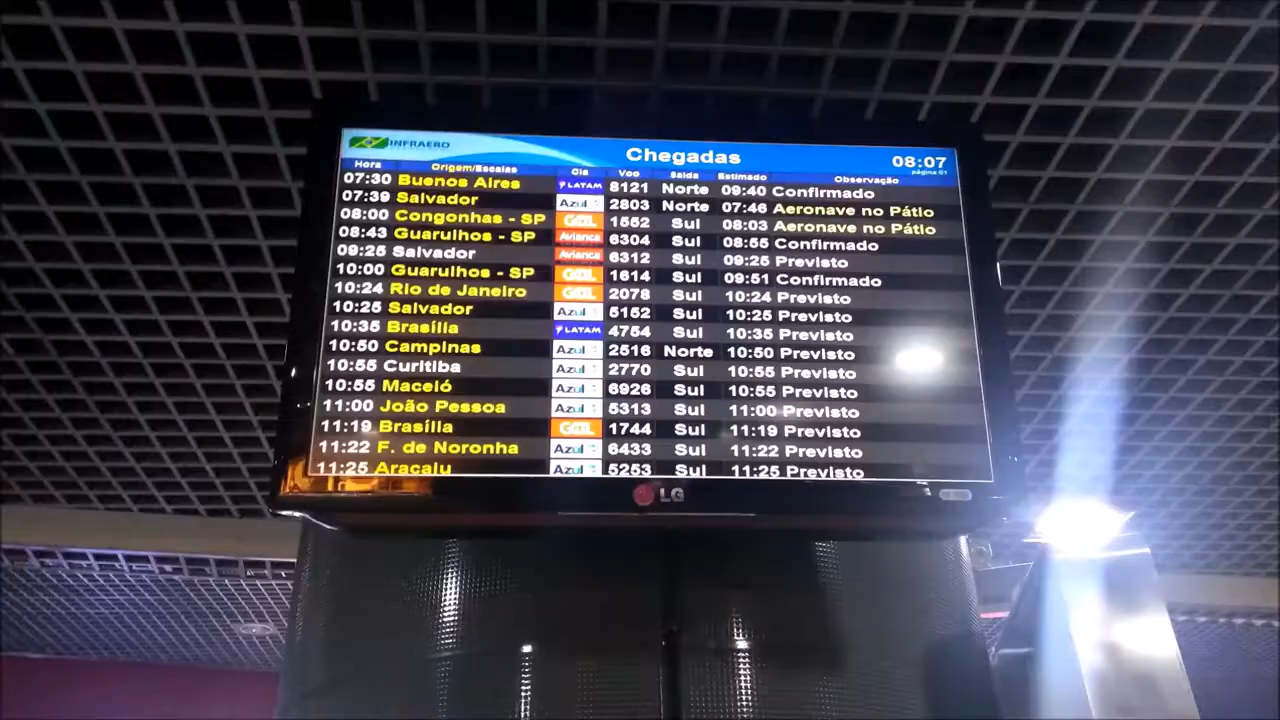 INFRAERO Chegadas 08:07
página 01
Hora Origem/Escalas Cia Voo Saída Estimado Observação
07:30 Buenos Aires LATAM 8121 Norte 09:40 Confirmado
07:39 Salvador Azul 2803 Norte 07:46 Aeronave no Pátio
08:00 Congonhas - SP GOL 1552 Sul 08:03 Aeronave no Pátio
08:43 Guarulhos - SP Avianca 6304 Sul 08:55 Confirmado
09:25 Salvador Avianca 6312 Sul 09:25 Previsto
10:00 Guarulhos - SP GOL 1614 Sul 09:51 Confirmado
10:24 Rio de Janeiro GOL 2078 Sul 10:24 Previsto
10:25 Salvador Azul 5152 Sul 10:25 Previsto
10:35 Brasília LATAM 4754 Sul 10:35 Previsto
10:50 Campinas Azul 2516 Norte 10:50 Previsto
10:55 Curitiba Azul 2770 Sul 10:55 Previsto
10:55 Maceió Azul 6926 Sul 10:55 Previsto
11:00 João Pessoa Azul 5313 Sul 11:00 Previsto
11:19 Brasília GOL 1744 Sul 11:19 Previsto
11:22 F. de Noronha Azul 6433 Sul 11:22 Previsto
11:25 Aracaju Azul 5253 Sul 11:25 Previsto
LG